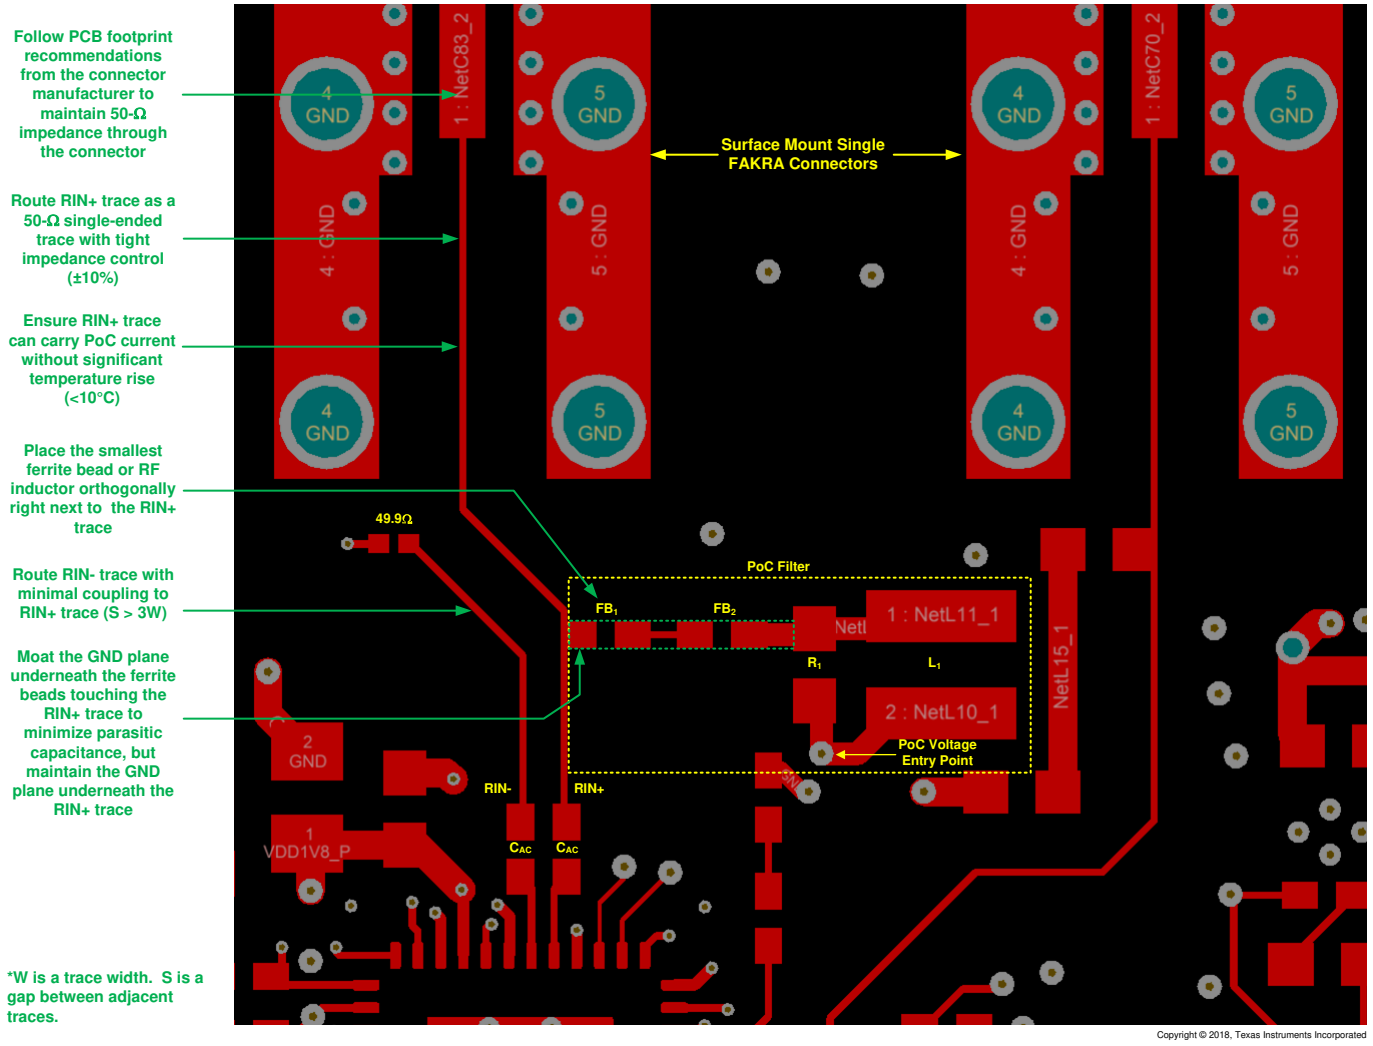 Follow PCB footprint
recommendations
from the connector
manufacturer to
maintain 50-Ω
impedance through
the connector
Route RIN+ trace as a
50-Ω single-ended
trace with tight
impedance control
(±10%)
Ensure RIN+ trace
can carry PoC current
without significant
temperature rise
(<10°C)
Place the smallest
ferrite bead or RF
inductor orthogonally
right next to the RIN+
trace
Route RIN- trace with
minimal coupling to
RIN+ trace (S > 3W)
Moat the GND plane
underneath the ferrite
beads touching the
RIN+ trace to
minimize parasitic
capacitance, but
maintain the GND
plane underneath the
RIN+ trace
*W is a trace width. S is a
gap between adjacent
traces.
1 : NetC83_2
1 : NetC70_2
4
GND
5
GND
4
GND
5
GND
Surface Mount Single
FAKRA Connectors
4 : GND
5 : GND
4 : GND
5 : GND
4
GND
5
GND
4
GND
5
GND
49.9Ω
PoC Filter
FB1
FB2
NetL
1 : NetL11_1
R1
L1
NetL15_1
2 : NetL10_1
PoC Voltage
Entry Point
2
GND
RIN-
RIN+
CAC
CAC
1
VDD1V8_P
Copyright © 2018, Texas Instruments Incorporated